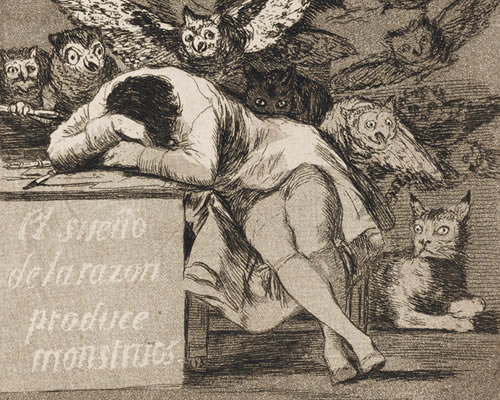 El sueño
de la razon
produce
monstruos